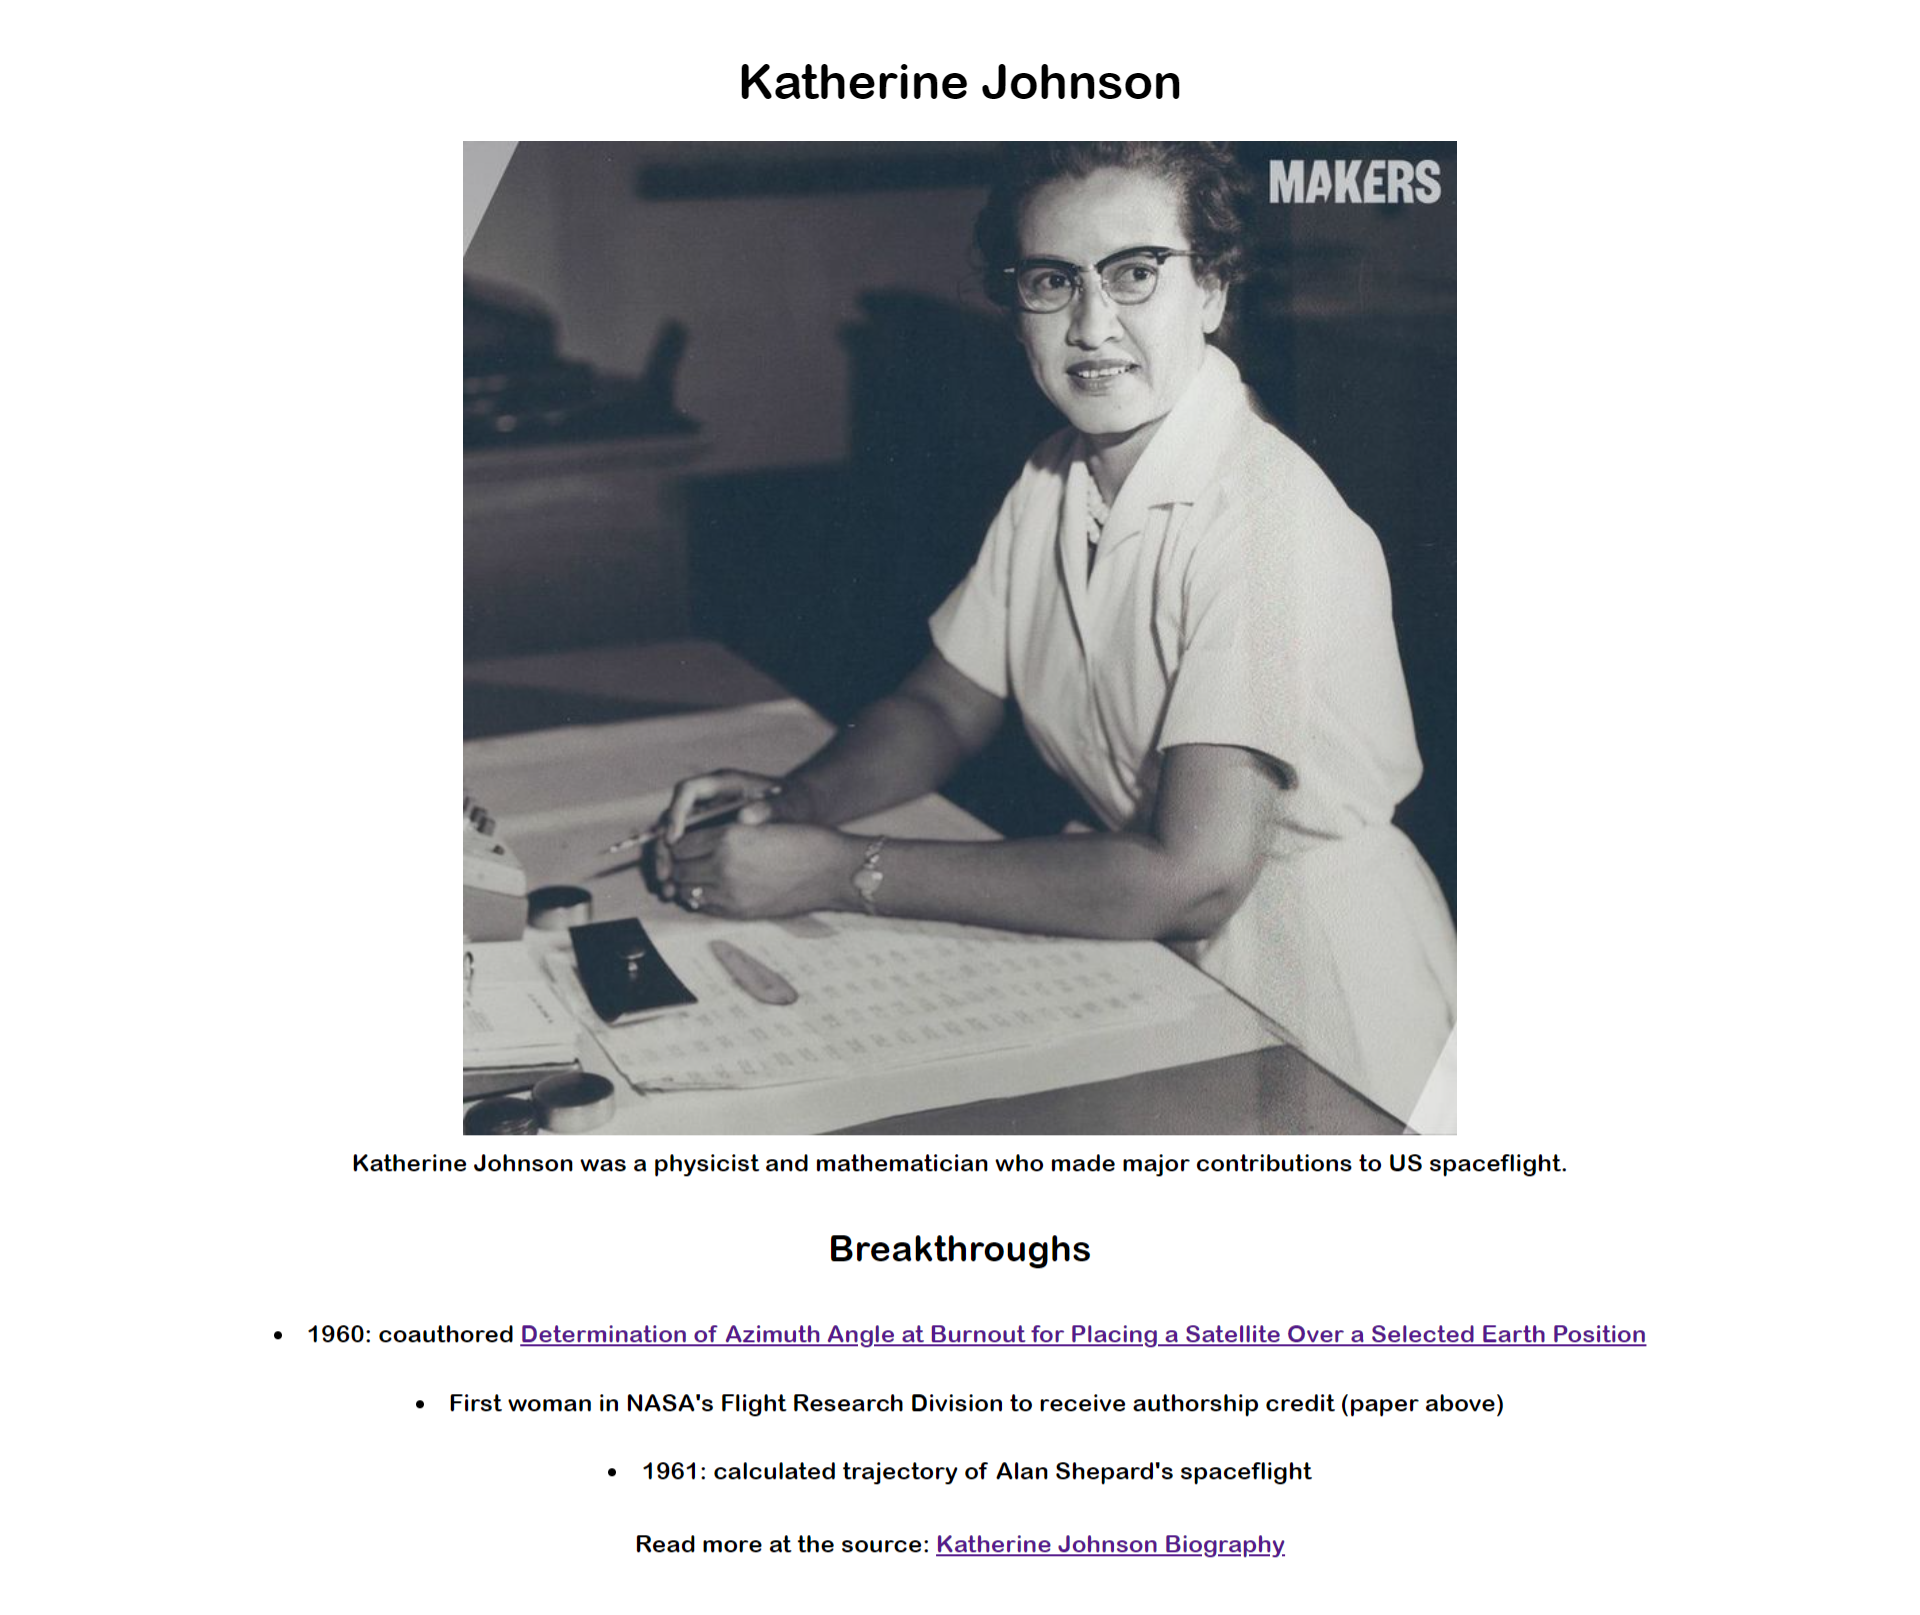 Katherine Johnson
MAKERS
Katherine Johnson was a physicist and mathematician who made major contributions to US spaceflight.
Breakthroughs
• 1960: coauthored Determination of Azimuth Angle at Burnout for Placing a Satellite Over a Selected Earth Position
• First woman in NASA's Flight Research Division to receive authorship credit (paper above)
• 1961: calculated trajectory of Alan Shepard's spaceflight
Read more at the source: Katherine Johnson Biography